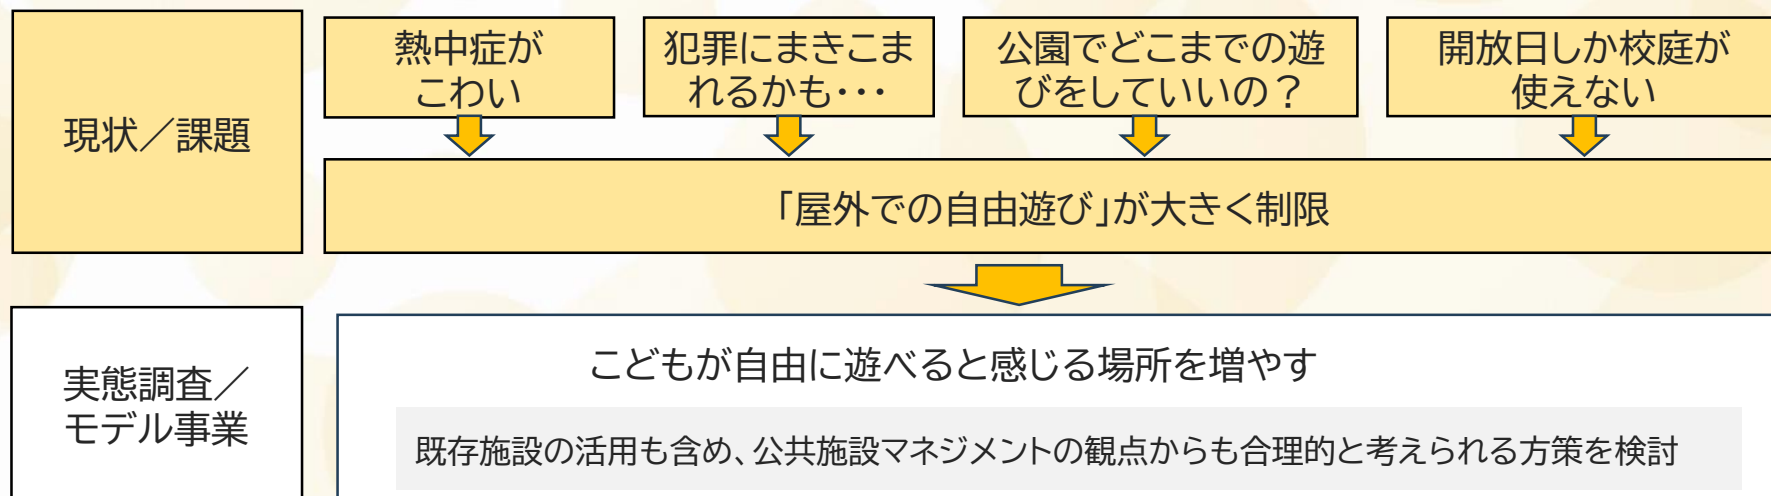 現状／課題
熱中症が
こわい
犯罪にまきこま
れるかも・・・
公園でどこまでの遊
びをしていいの？
開放日しか校庭が
使えない
「屋外での自由遊び」が大きく制限
実態調査／
モデル事業
こどもが自由に遊べると感じる場所を増やす
既存施設の活用も含め、公共施設マネジメントの観点からも合理的と考えられる方策を検討